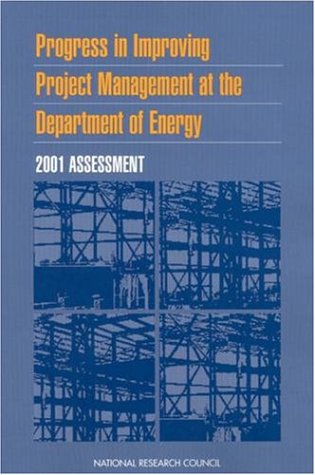 Progress in Improving
Project Management at the
Department of Energy
2001 ASSESSMENT
NATIONAL RESEARCH COUNCIL